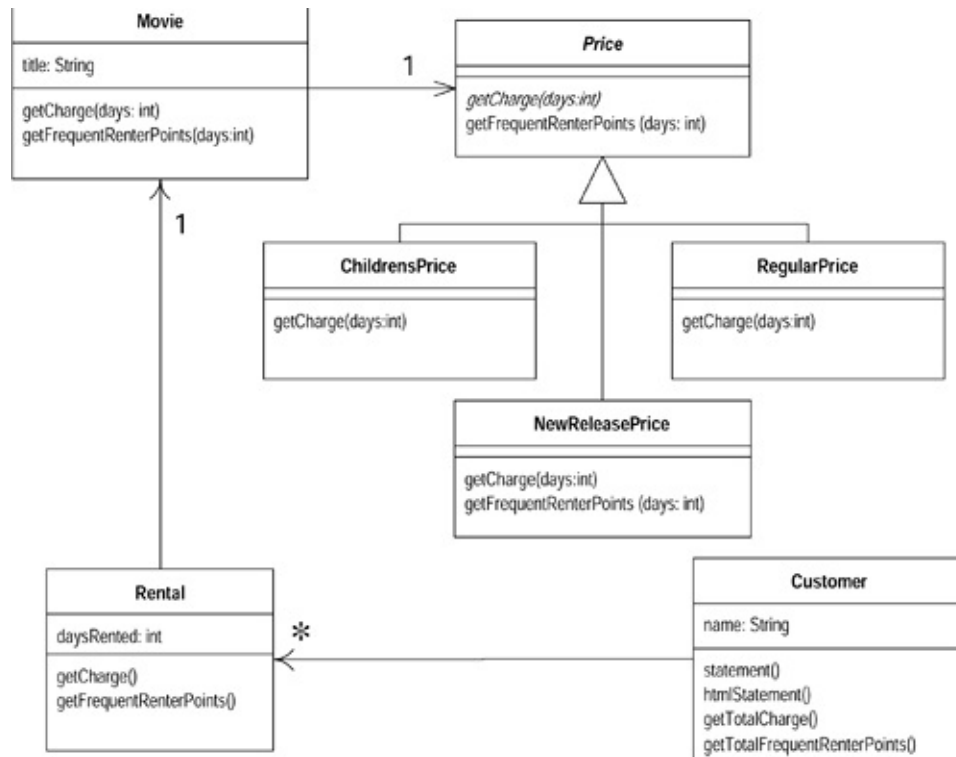 Movie
title: String
getCharge(days: int)
getFrequentRenterPoints(days:int)
1
Price
getCharge(days:int)
getFrequentRenterPoints (days: int)
1
ChildrensPrice
getCharge(days:int)
RegularPrice
getCharge(days:int)
NewReleasePrice
getCharge(days:int)
getFrequentRenterPoints (days: int)
Rental
daysRented: int
getCharge()
getFrequentRenterPoints()
*
Customer
name: String
statement()
htmlStatement()
getTotalCharge()
getTotalFrequentRenterPoints()